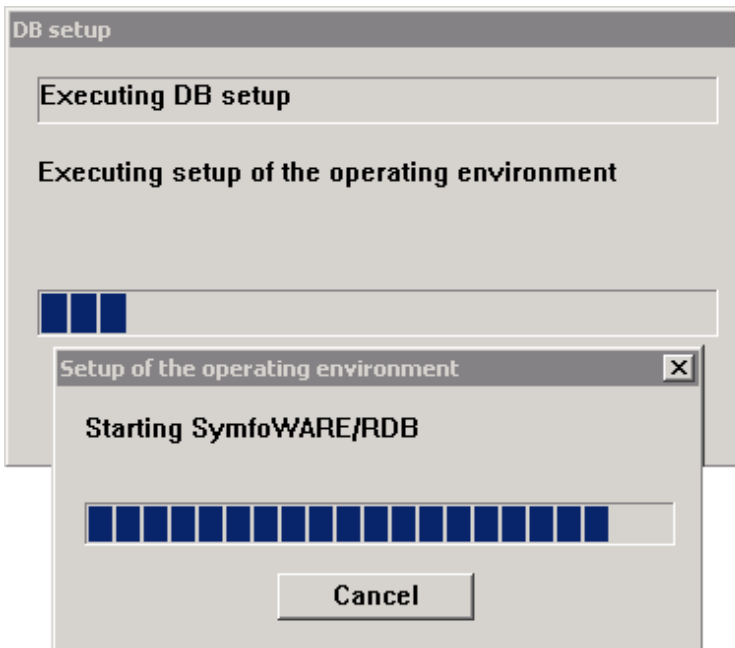 DB setup
Executing DB setup
Executing setup of the operating environment
Setup of the operating environment
Starting SymfoWARE/RDB
Cancel